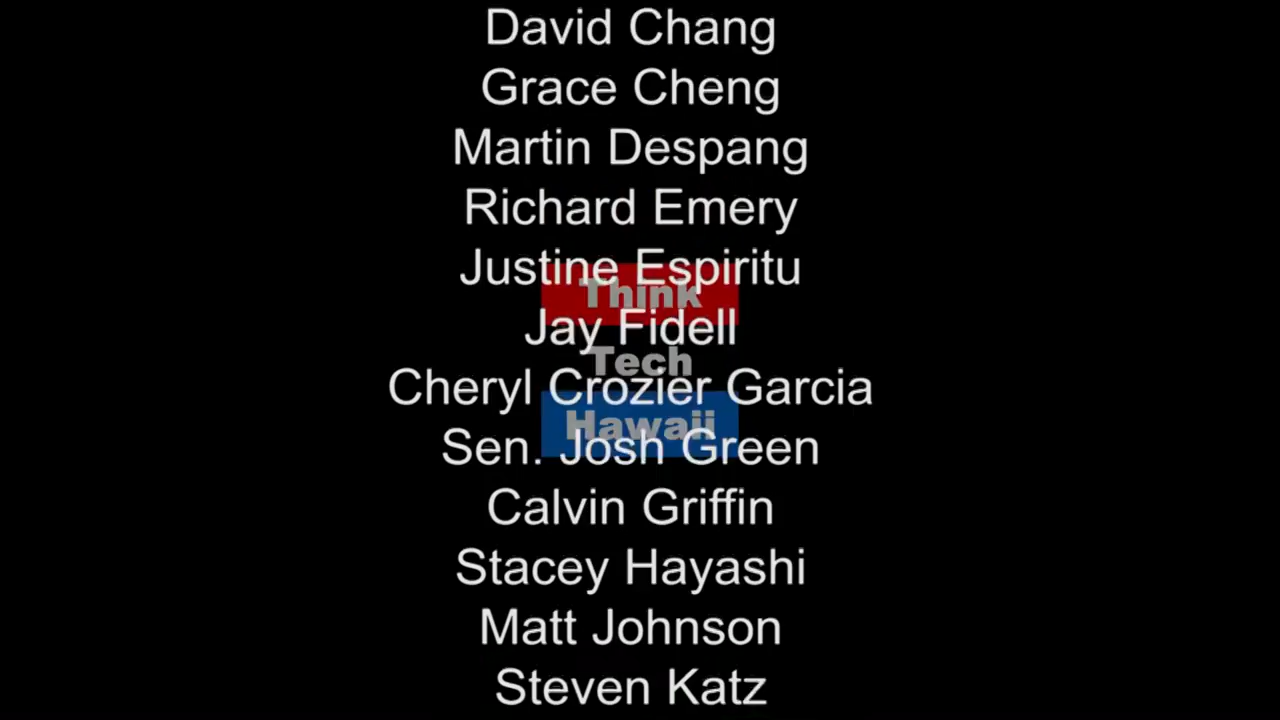 David Chang
Grace Cheng
Martin Despang
Richard Emery
Justine Espiritu
Think
Jay Fidell
Tech
Cheryl Crozier Garcia
Hawaii
Sen. Josh Green
Calvin Griffin
Stacey Hayashi
Matt Johnson
Steven Katz